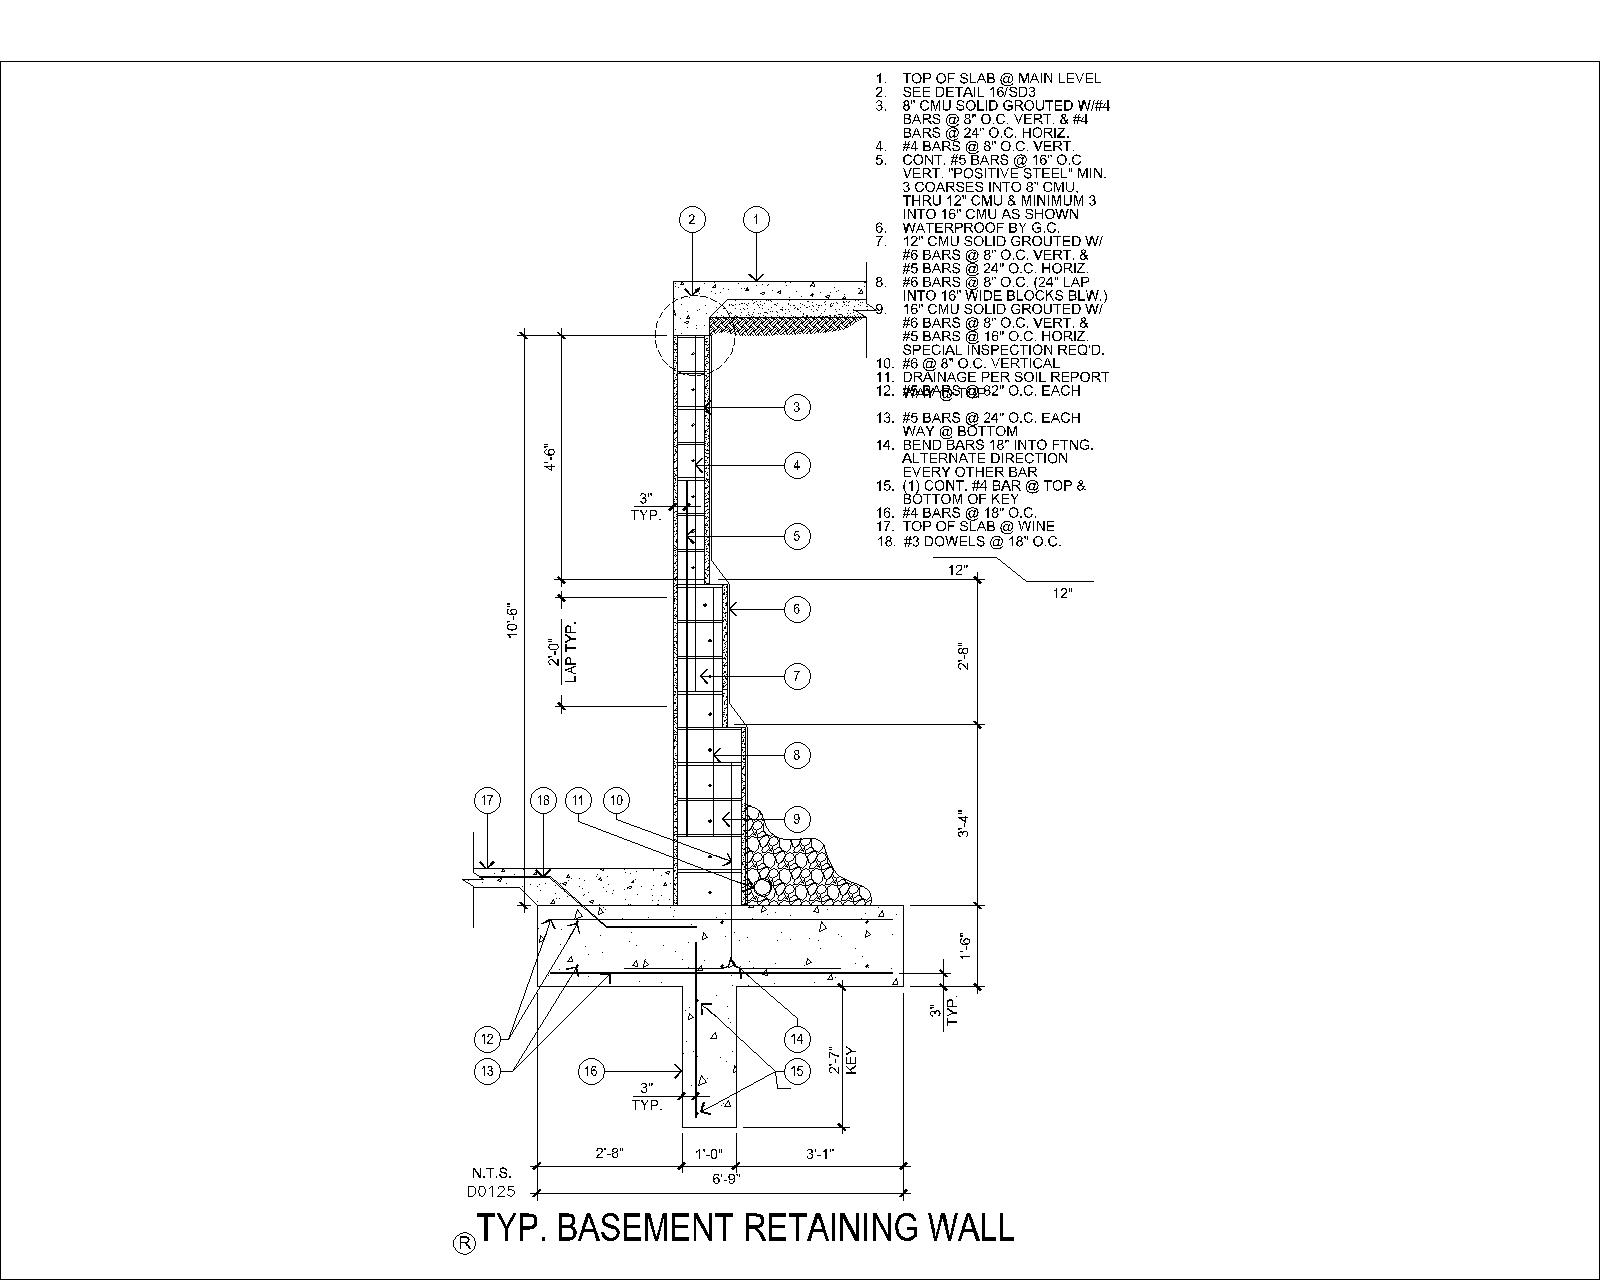 1. TOP OF SLAB @ MAIN LEVEL
2. SEE DETAIL 16/SD3
3. 8" CMU SOLID GROUTED W/#4
BARS @ 8" O.C. VERT. & #4
BARS @ 24" O.C. HORIZ.
4. #4 BARS @ 8" O.C. VERT.
5. CONT. #5 BARS @ 16" O.C
VERT. "POSITIVE STEEL" MIN.
3 COARSES INTO 8" CMU,
THRU 12" CMU & MINIMUM 3
INTO 16" CMU AS SHOWN
6. WATERPROOF BY G.C.
7. 12" CMU SOLID GROUTED W/
#6 BARS @ 8" O.C. VERT. &
#5 BARS @ 24" O.C. HORIZ.
8. #6 BARS @ 8" O.C. (24" LAP
INTO 16" WIDE BLOCKS BLW.)
9. 16" CMU SOLID GROUTED W/
#6 BARS @ 8" O.C. VERT. &
#5 BARS @ 16" O.C. HORIZ.
SPECIAL INSPECTION REQ'D.
10. #6 @ 8" O.C. VERTICAL
11. DRAINAGE PER SOIL REPORT
12. #5 BARS @ O.C. EACH
WAY @ TOP
13. #5 BARS @ 24" O.C. EACH
WAY @ BOTTOM
14. BEND BARS 18" INTO FTNG.
ALTERNATE DIRECTION
EVERY OTHER BAR
15. (1) CONT. #4 BAR @ TOP &
BOTTOM OF KEY
16. #4 BARS @ 18" O.C.
17. TOP OF SLAB @ WINE
18. #3 DOWELS @ 18" O.C.
12"
12"
2
1
3
4
5
6
7
8
9
17
18
11
10
12
13
16
14
15
4'-6"
10'-6"
2'-0"
LAP TYP.
3"
TYP.
2'-8"
3'-4"
1'-6"
3"
TYP.
2'-7"
KEY
3"
TYP.
2'-8"
1'-0"
3'-1"
6'-9"
N.T.S.
D0125
R
TYP. BASEMENT RETAINING WALL